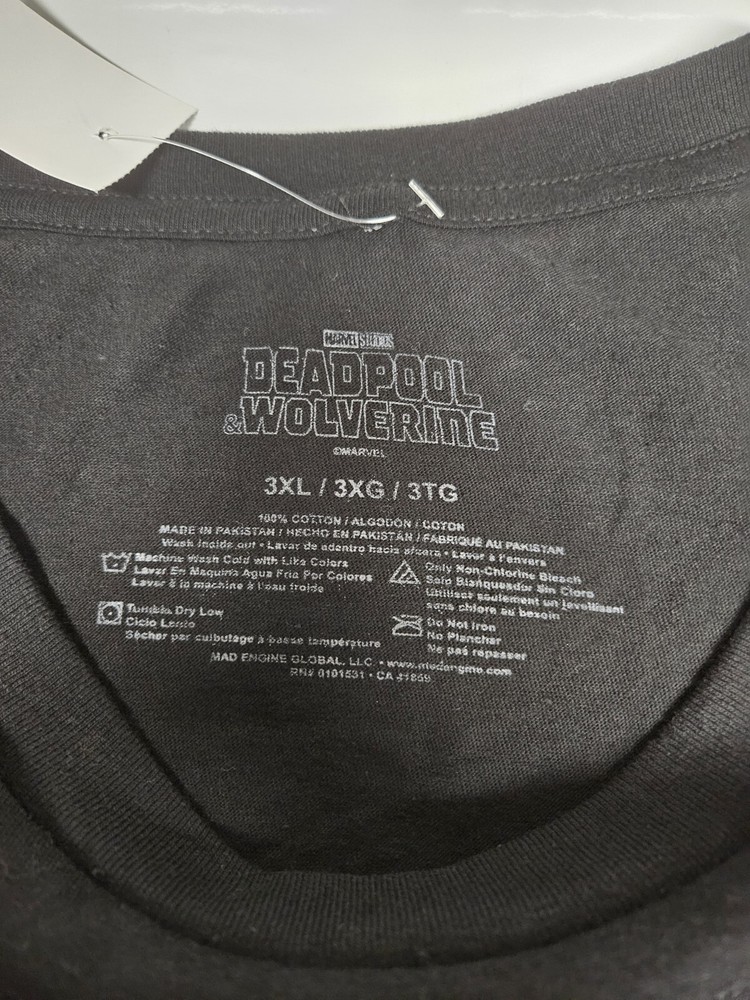 MARVEL STUDIOS
DEADPOOL
&WOLVERINE
©MARVEL
3XL / 3XG / 3TG
100% COTTON / ALGODÓN / COTON
MADE IN PAKISTAN / HECHO EN PAKISTÁN / FABRIQUÉ AU PAKISTAN
Wash inside out • Lavar de adentro hacia afuera • Laver à l'envers
Machine Wash Cold with Like Colors
Lavar En Maquina Agua Fria Por Colores
Laver à la machine à l'eau froide
Only Non-Chlorine Bleach
Solo Blanqueador Sin Cloro
Utilisez seulement un javellisant
sans chlore au besoin
Tumble Dry Low
Ciclo Lento
Sécher par culbutage à basse température
Do Not Iron
No Planchar
Ne pas repasser
MAD ENGINE GLOBAL, LLC. • www.madengine.com
RN# 0101531 • CA 41869